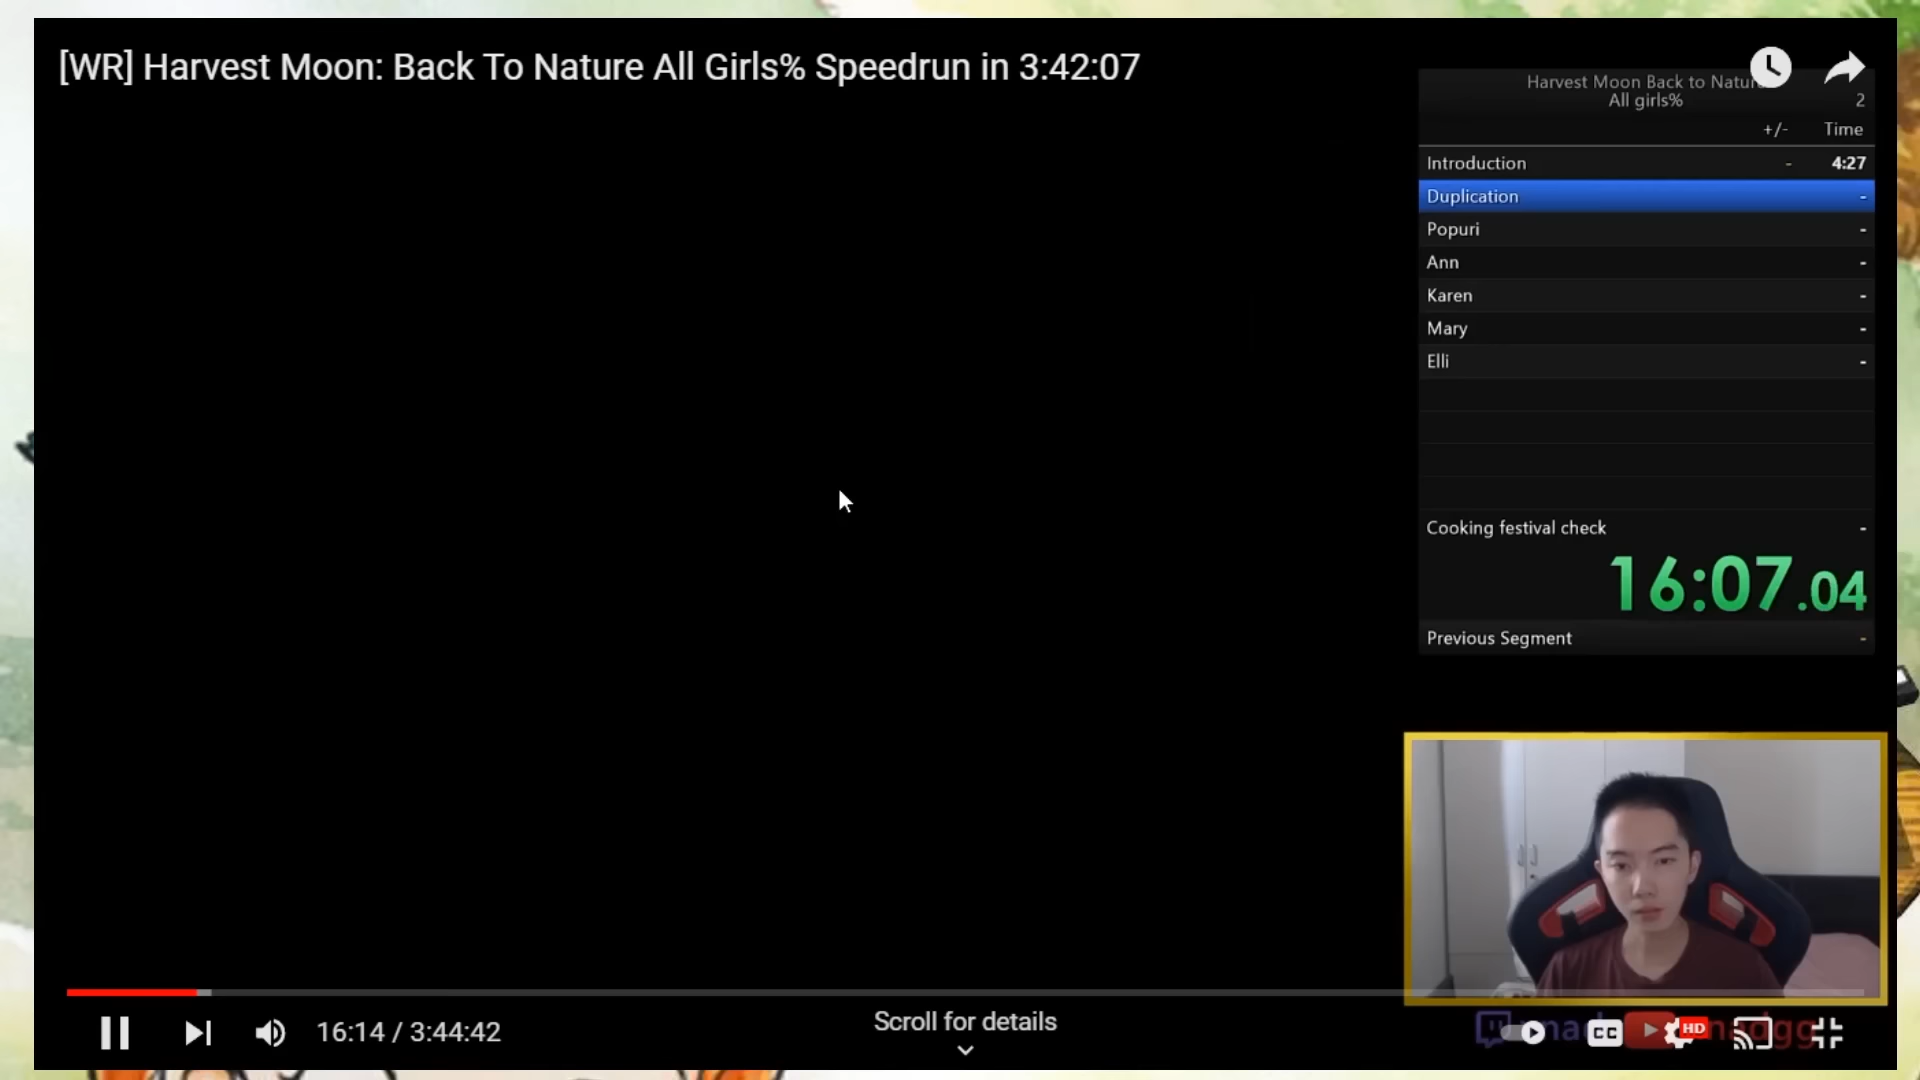 [WR] Harvest Moon: Back To Nature All Girls% Speedrun in 3:42:07
Harvest Moon Back to Natur
All girls%
2
+/- Time
Introduction - 4:27
Duplication -
Popuri -
Ann -
Karen -
Mary -
Elli -
Cooking festival check -
16:07.04
Previous Segment -
16:14 / 3:44:42
Scroll for details
CC
HD